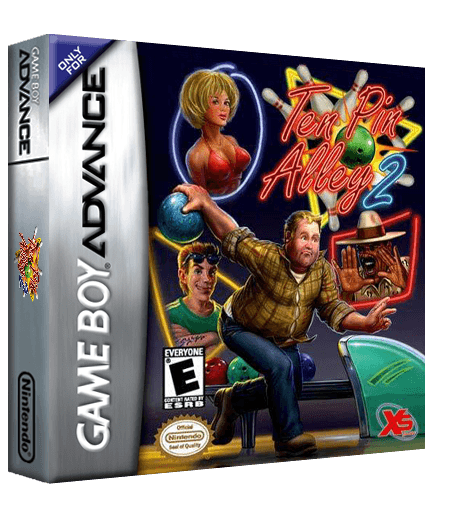 GAME BOY
ADVANCE
Nintendo
ONLY
FOR
GAME BOY ADVANCE
Ten Pin
Alley 2
EVERYONE
E
CONTENT RATED BY
ESRB
Official
Nintendo
Seal of Quality
XS